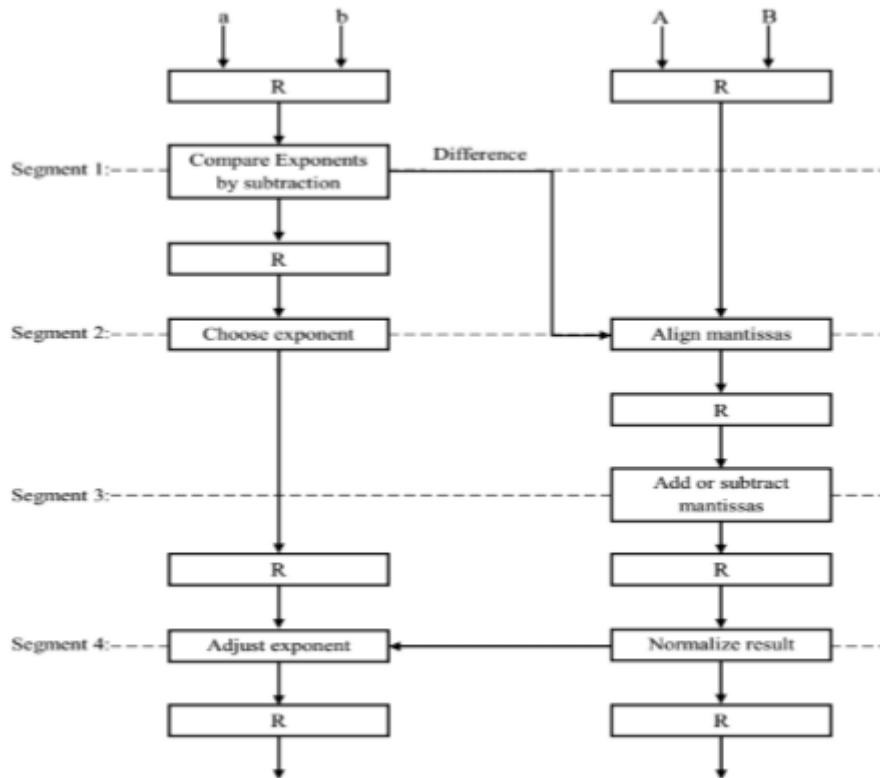 a b A B
R R
Segment 1: Compare Exponents by subtraction Difference
R
Segment 2: Choose exponent Align mantissas
R
Segment 3: Add or subtract mantissas
R R
Segment 4: Adjust exponent Normalize result
R R